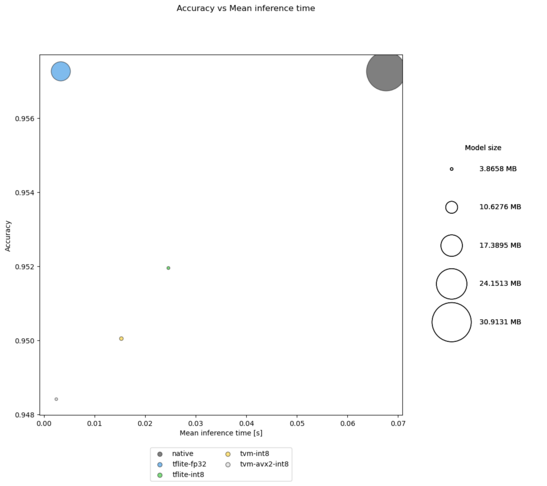 Accuracy vs Mean inference time
Model size
3.8658 MB
10.6276 MB
17.3895 MB
24.1513 MB
30.9131 MB
Accuracy
0.956
0.954
0.952
0.950
0.948
0.00 0.01 0.02 0.03 0.04 0.05 0.06 0.07
Mean inference time [s]
native
tflite-fp32
tflite-int8
tvm-int8
tvm-avx2-int8